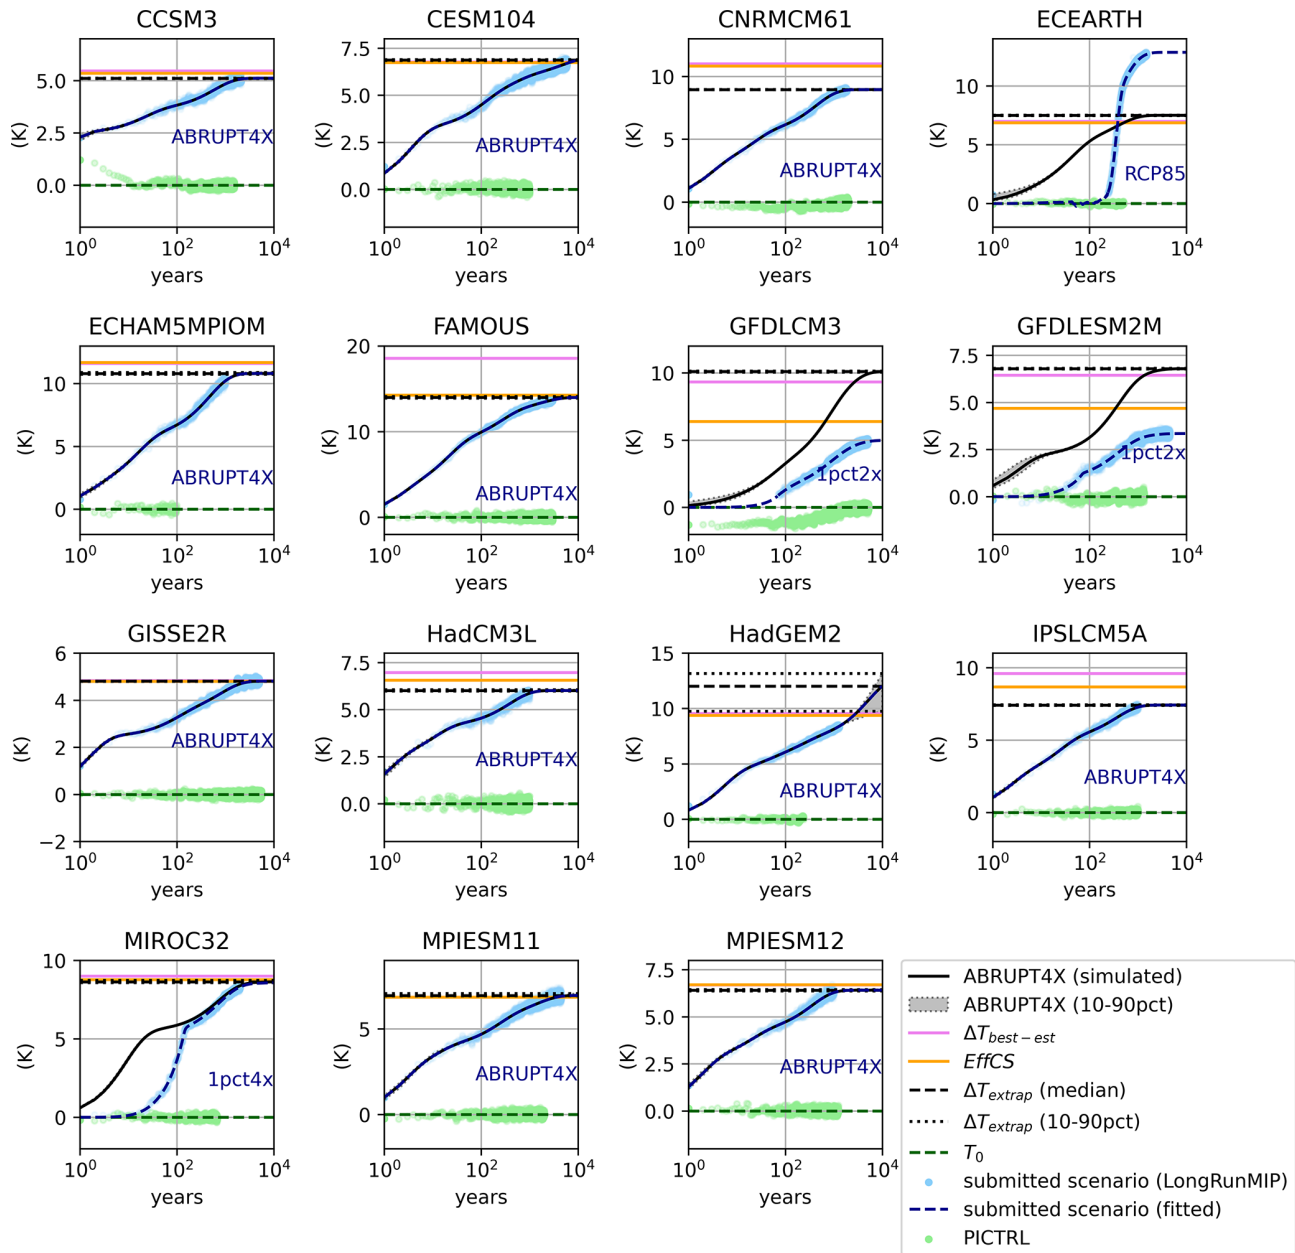 CCSM3
CESM104
CNRMCM61
ECEARTH
5.0
2.5
0.0
(K)
ABRUPT4X
10^0
10^2
10^4
years
7.5
5.0
2.5
0.0
(K)
ABRUPT4X
10^0
10^2
10^4
years
10
5
0
(K)
ABRUPT4X
10^0
10^2
10^4
years
10
5
0
(K)
RCP85
10^0
10^2
10^4
years
ECHAM5MPIOM
FAMOUS
GFDLCM3
GFDLESM2M
10
5
0
(K)
ABRUPT4X
10^0
10^2
10^4
years
20
10
0
(K)
ABRUPT4X
10^0
10^2
10^4
years
10
5
0
(K)
1pct2x
10^0
10^2
10^4
years
7.5
5.0
2.5
0.0
(K)
1pct2x
10^0
10^2
10^4
years
GISSE2R
HadCM3L
HadGEM2
IPSLCM5A
6
4
2
0
−2
(K)
ABRUPT4X
10^0
10^2
10^4
years
7.5
5.0
2.5
0.0
(K)
ABRUPT4X
10^0
10^2
10^4
years
15
10
5
0
(K)
ABRUPT4X
10^0
10^2
10^4
years
10
5
0
(K)
ABRUPT4X
10^0
10^2
10^4
years
MIROC32
MPIESM11
MPIESM12
10
5
0
(K)
1pct4x
10^0
10^2
10^4
years
5
0
(K)
ABRUPT4X
10^0
10^2
10^4
years
7.5
5.0
2.5
0.0
(K)
ABRUPT4X
10^0
10^2
10^4
years
ABRUPT4X (simulated)
ABRUPT4X (10-90pct)
ΔT_best−est
EffCS
ΔT_extrap (median)
ΔT_extrap (10-90pct)
T_0
submitted scenario (LongRunMIP)
submitted scenario (fitted)
PICTRL